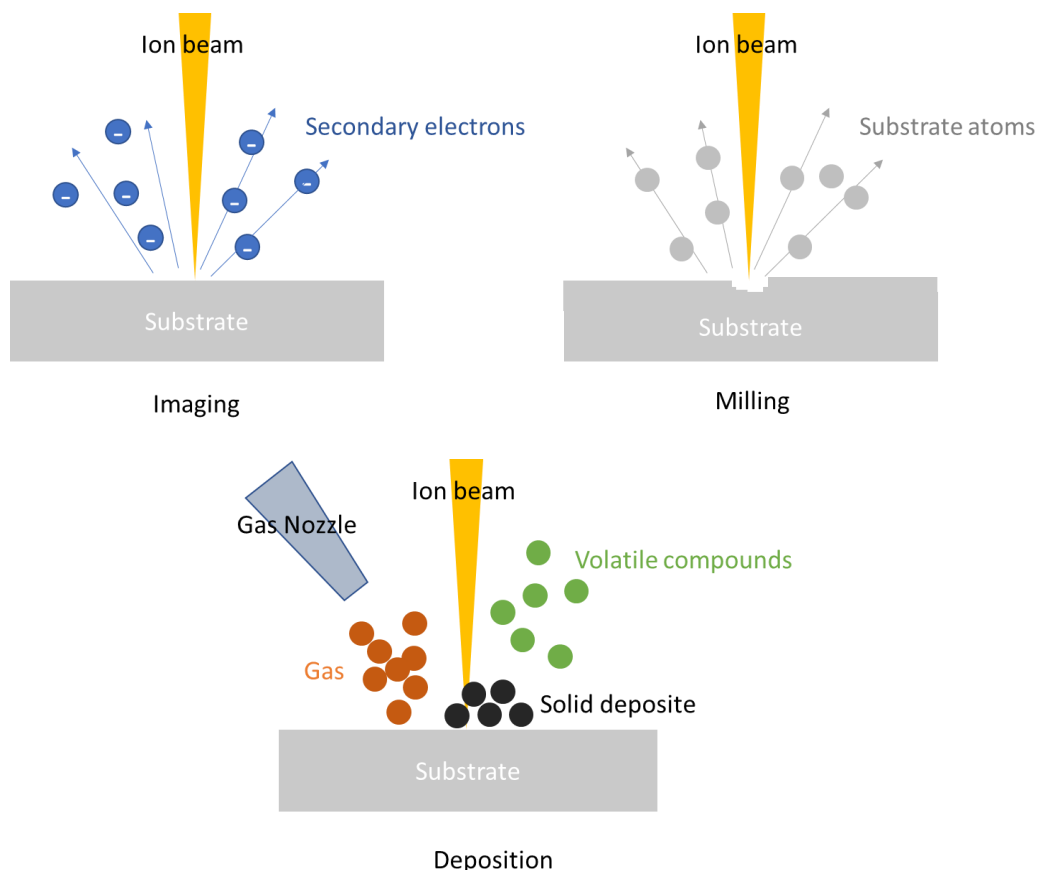 Ion beam
Secondary electrons
Substrate
Imaging
Ion beam
Substrate atoms
Substrate
Milling
Ion beam
Gas Nozzle
Volatile compounds
Gas
Solid deposite
Substrate
Deposition